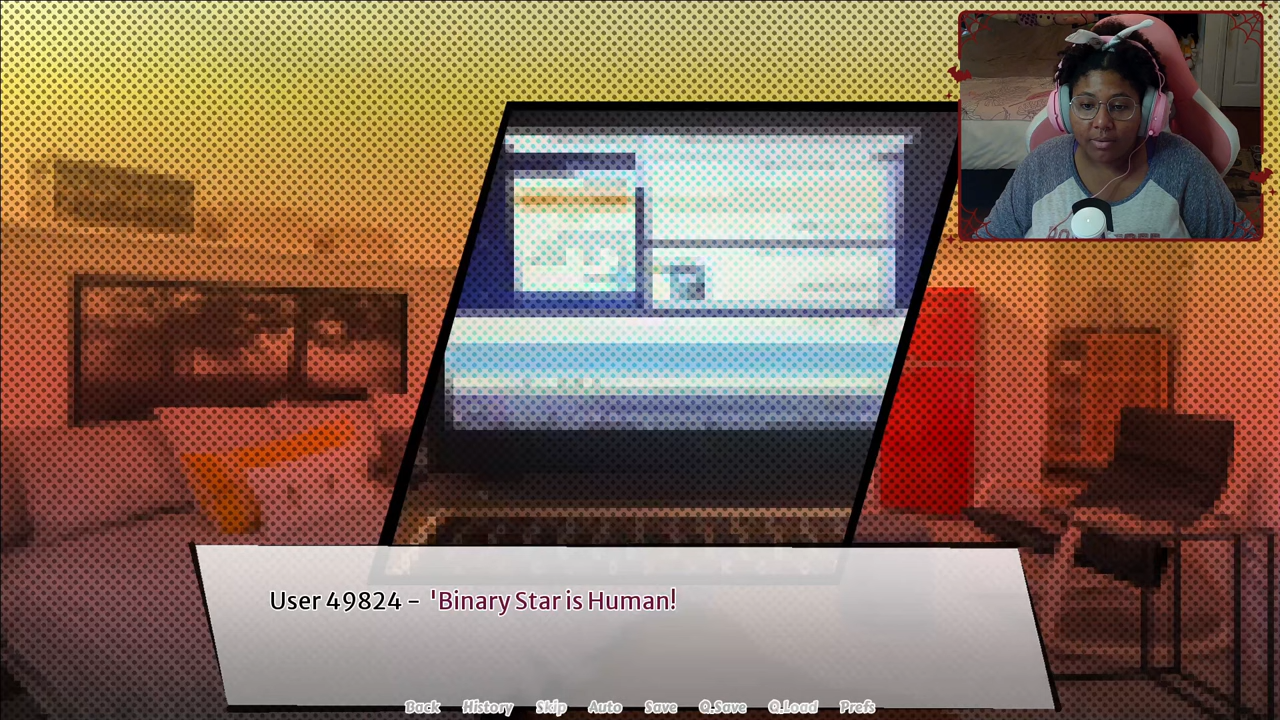 User 49824 - 'Binary Star is Human!
Back History Skip Auto Save Q.Save Q.Load Prefs